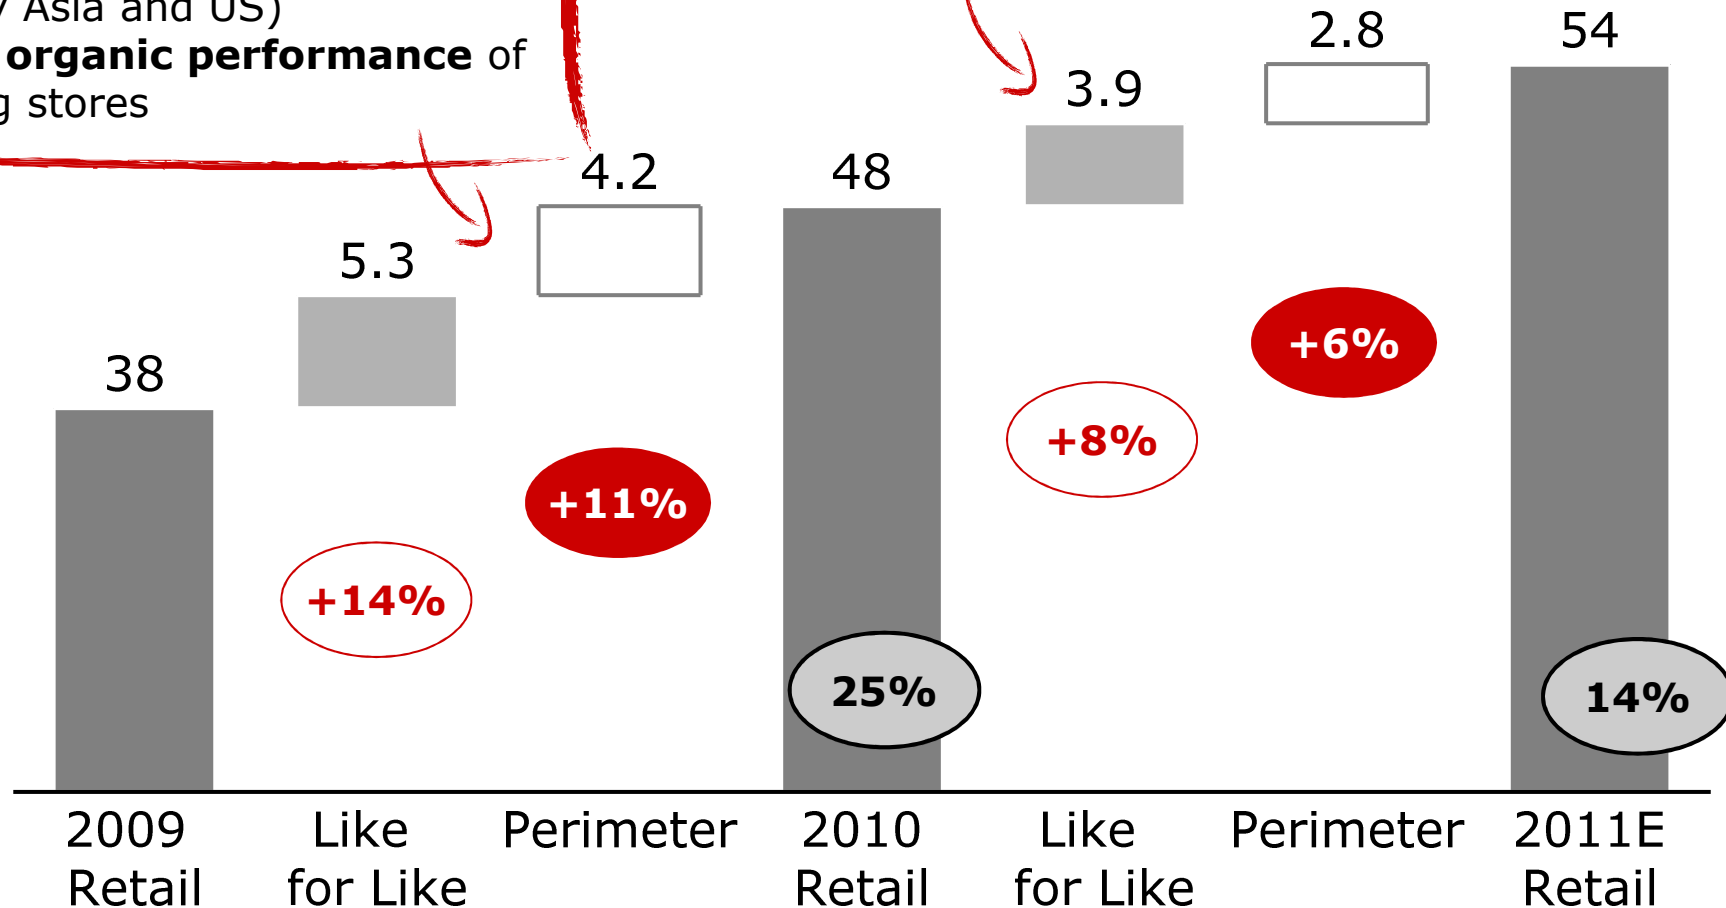 Asia and US)
organic performance of
stores
2.8
54
3.9
4.2
48
5.3
38
+6%
+8%
+11%
+14%
25%
14%
2009 Like Perimeter 2010 Like Perimeter 2011E
Retail for Like Retail for Like Retail